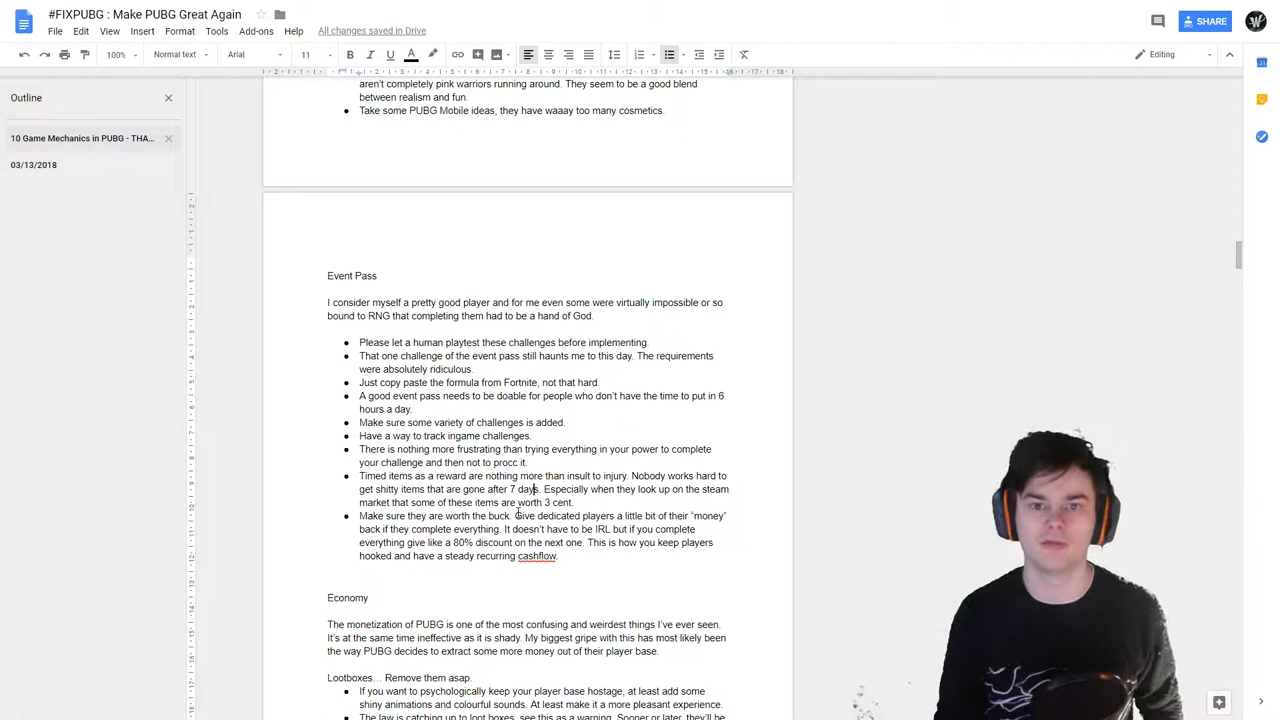 #FIXPUBG : Make PUBG Great Again
File Edit View Insert Format Tools Add-ons Help All changes saved in Drive
SHARE
100% Normal text Arial 11 Editing
Outline
10 Game Mechanics in PUBG - THA...
03/13/2018
aren't completely pink warriors running around. They seem to be a good blend
between realism and fun.
Take some PUBG Mobile ideas, they have waaay too many cosmetics.
Event Pass
I consider myself a pretty good player and for me even some were virtually impossible or so
bound to RNG that completing them had to be a hand of God.
Please let a human playtest these challenges before implementing.
That one challenge of the event pass still haunts me to this day. The requirements
were absolutely ridiculous.
Just copy paste the formula from Fortnite, not that hard.
A good event pass needs to be doable for people who don't have the time to put in 6
hours a day.
Make sure some variety of challenges is added.
Have a way to track ingame challenges.
There is nothing more frustrating than trying everything in your power to complete
your challenge and then not to procc it.
Timed items as a reward are nothing more than insult to injury. Nobody works hard to
get shitty items that are gone after 7 days. Especially when they look up on the steam
market that some of these items are worth 3 cent.
Make sure they are worth the buck. Give dedicated players a little bit of their "money"
back if they complete everything. It doesn't have to be IRL but if you complete
everything give like a 80% discount on the next one. This is how you keep players
hooked and have a steady recurring cashflow.
Economy
The monetization of PUBG is one of the most confusing and weirdest things I've ever seen.
It's at the same time ineffective as it is shady. My biggest gripe with this has most likely been
the way PUBG decides to extract some more money out of their player base.
Lootboxes... Remove them asap.
If you want to psychologically keep your player base hostage, at least add some
shiny animations and colourful sounds. At least make it a more pleasant experience.
The law is catching up to loot boxes, see this as a warning. Sooner or later, they'll be